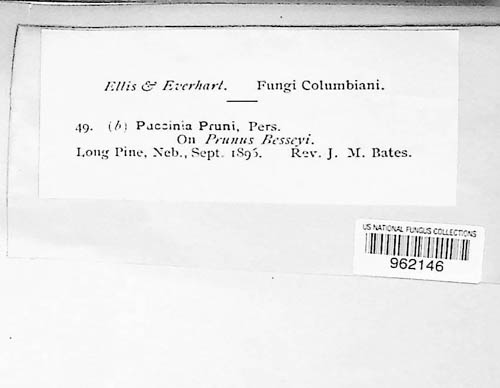 Ellis & Everhart. Fungi Columbiani.
49. (b) Puccinia Pruni, Pers.
On Prunus Besseyi.
Long Pine, Neb., Sept. 1895. Rev. J. M. Bates.
US NATIONAL FUNGUS COLLECTIONS
962146